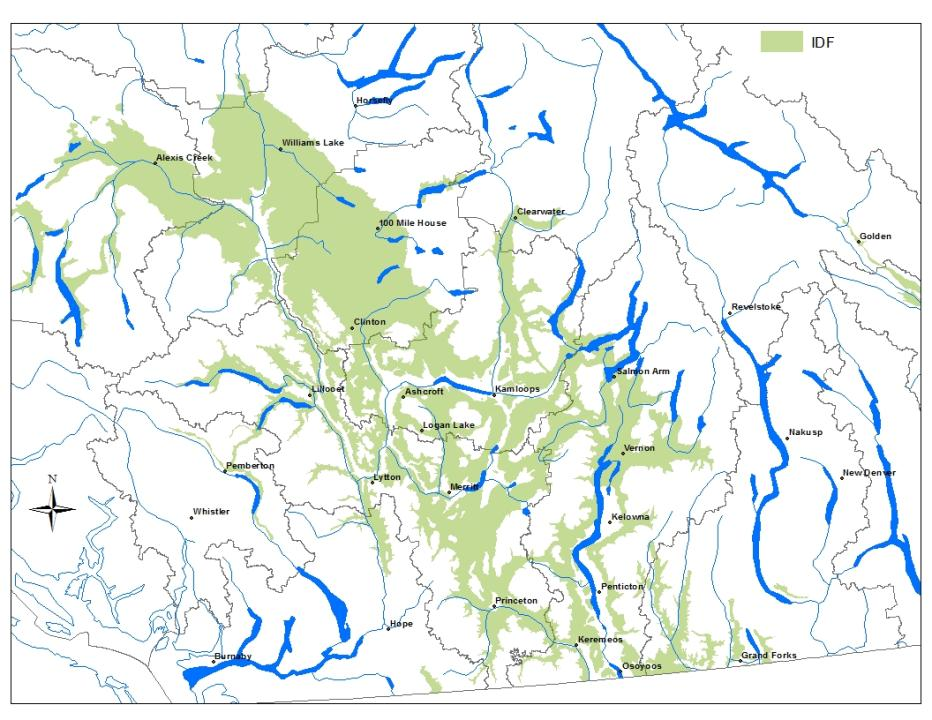 IDF
Horsefly
Williams Lake
Alexis Creek
Clearwater
100 Mile House
Golden
Revelstoke
Clinton
Salmon Arm
Lillooet
Ashcroft
Kamloops
Logan Lake
Nakusp
Vernon
Pemberton
New Denver
Lytton
N
Merritt
Whistler
Kelowna
Penticton
Princeton
Hope
Keremeos
Burnaby
Grand Forks
Osoyoos